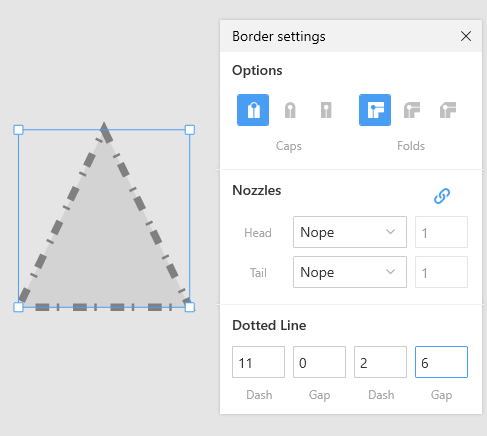 Border settings
Options
Caps Folds
Nozzles
Head Nope 1
Tail Nope 1
Dotted Line
11 0 2 6
Dash Gap Dash Gap